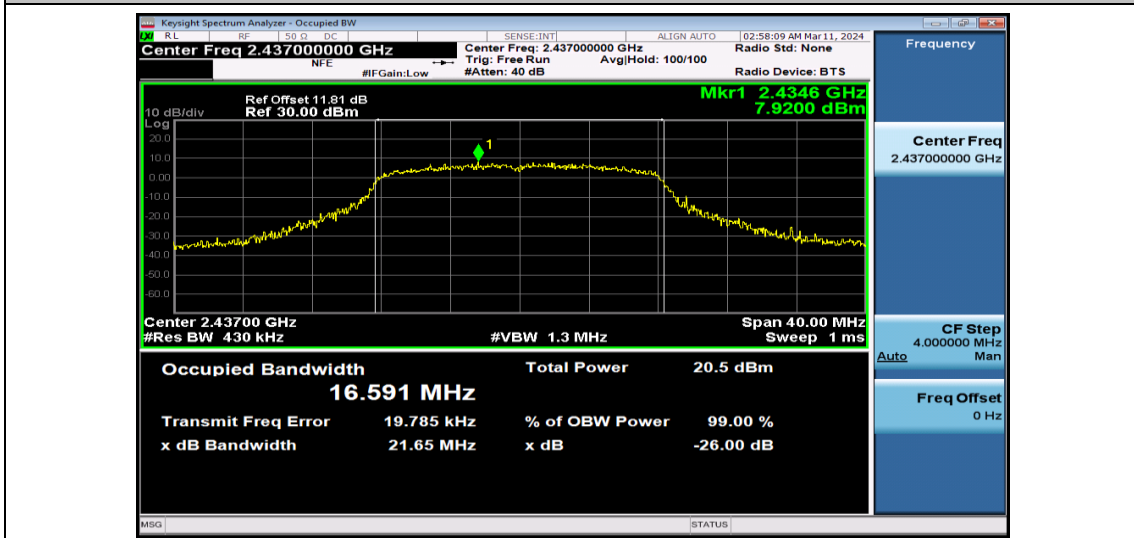 Keysight Spectrum Analyzer - Occupied BW
LXI RL RF 50 Ω DC SENSE:INT ALIGN AUTO 02:58:09 AM Mar 11, 2024
Center Freq 2.437000000 GHz Center Freq: 2.437000000 GHz Radio Std: None
NFE Trig: Free Run Avg|Hold: 100/100
#IFGain:Low #Atten: 40 dB Radio Device: BTS
Frequency
Ref Offset 11.81 dB Mkr1 2.4346 GHz
10 dB/div Ref 30.00 dBm 7.9200 dBm
Log
20.0
1
10.0
0.00
-10.0
-20.0
-30.0
-40.0
-50.0
-60.0
Center 2.43700 GHz Span 40.00 MHz
#Res BW 430 kHz #VBW 1.3 MHz Sweep 1 ms
Center Freq
2.437000000 GHz
CF Step
4.000000 MHz
Auto Man
Freq Offset
0 Hz
Occupied Bandwidth Total Power 20.5 dBm
16.591 MHz
Transmit Freq Error 19.785 kHz % of OBW Power 99.00 %
x dB Bandwidth 21.65 MHz x dB -26.00 dB
MSG STATUS